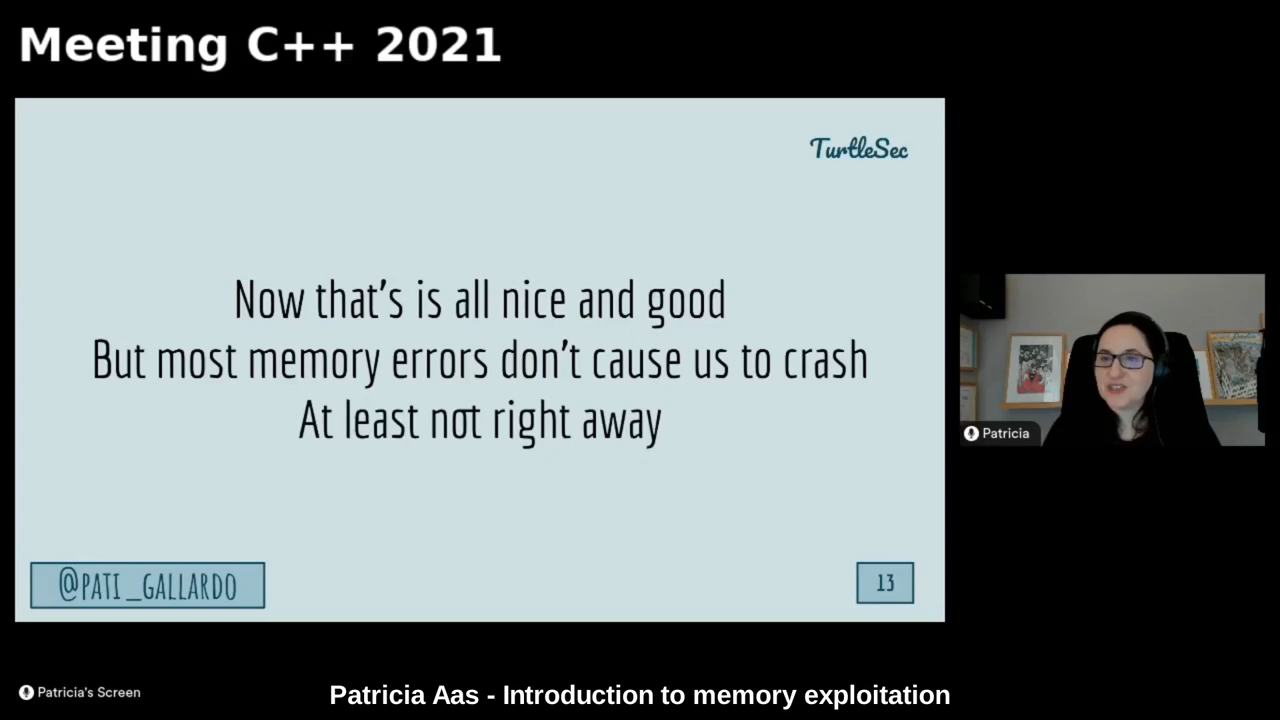 Meeting C++ 2021
TurtleSec
Now that's is all nice and good
But most memory errors don't cause us to crash
At least not right away
@PATI_GALLARDO
13
Patricia
Patricia's Screen
Patricia Aas - Introduction to memory exploitation